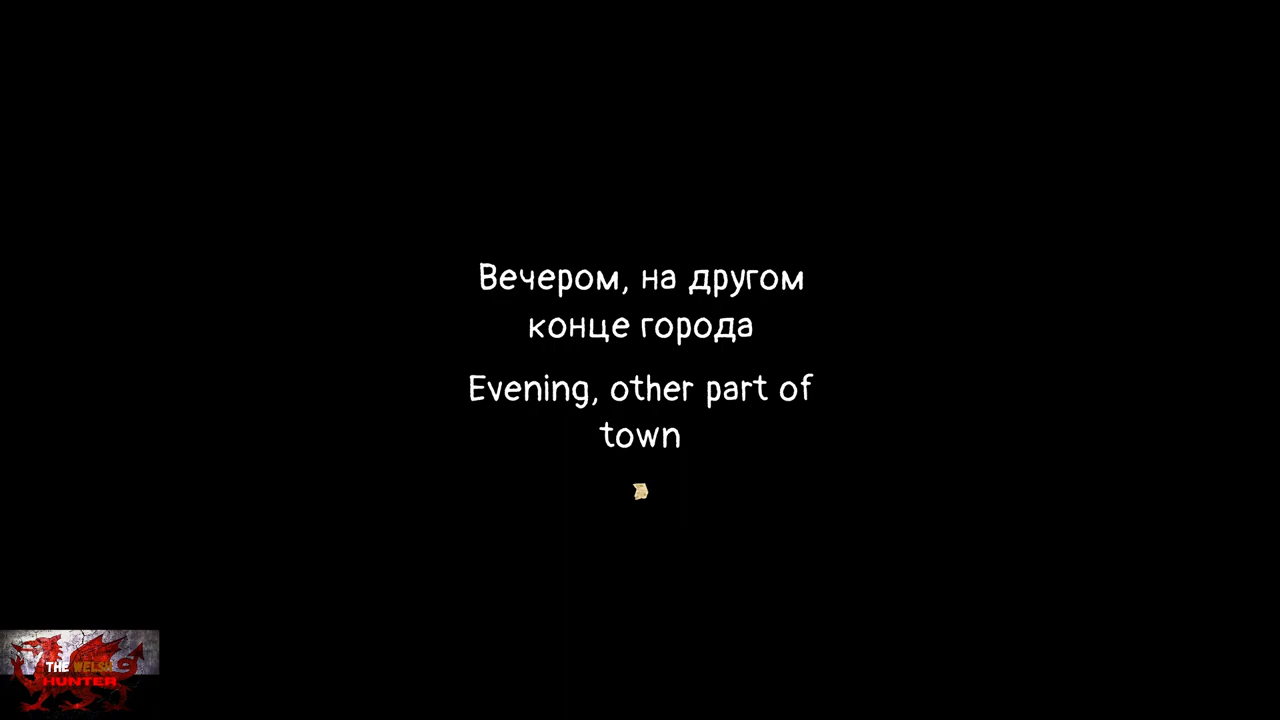 Вечером, на другом
конце города
Evening, other part of
town
THE WELSH
HUNTER